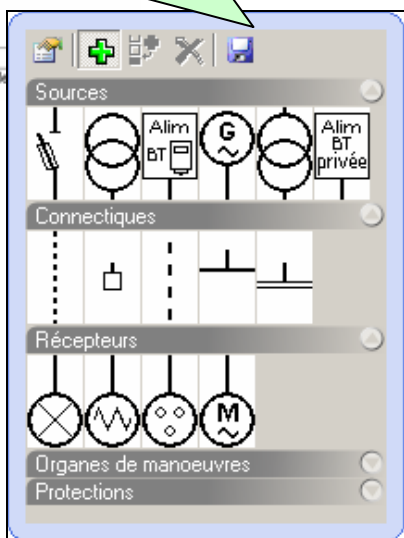 Sources
Alim
BT
G
Alim
BT
privée
Connectiques
Récepteurs
M
Organes de manoeuvres
Protections